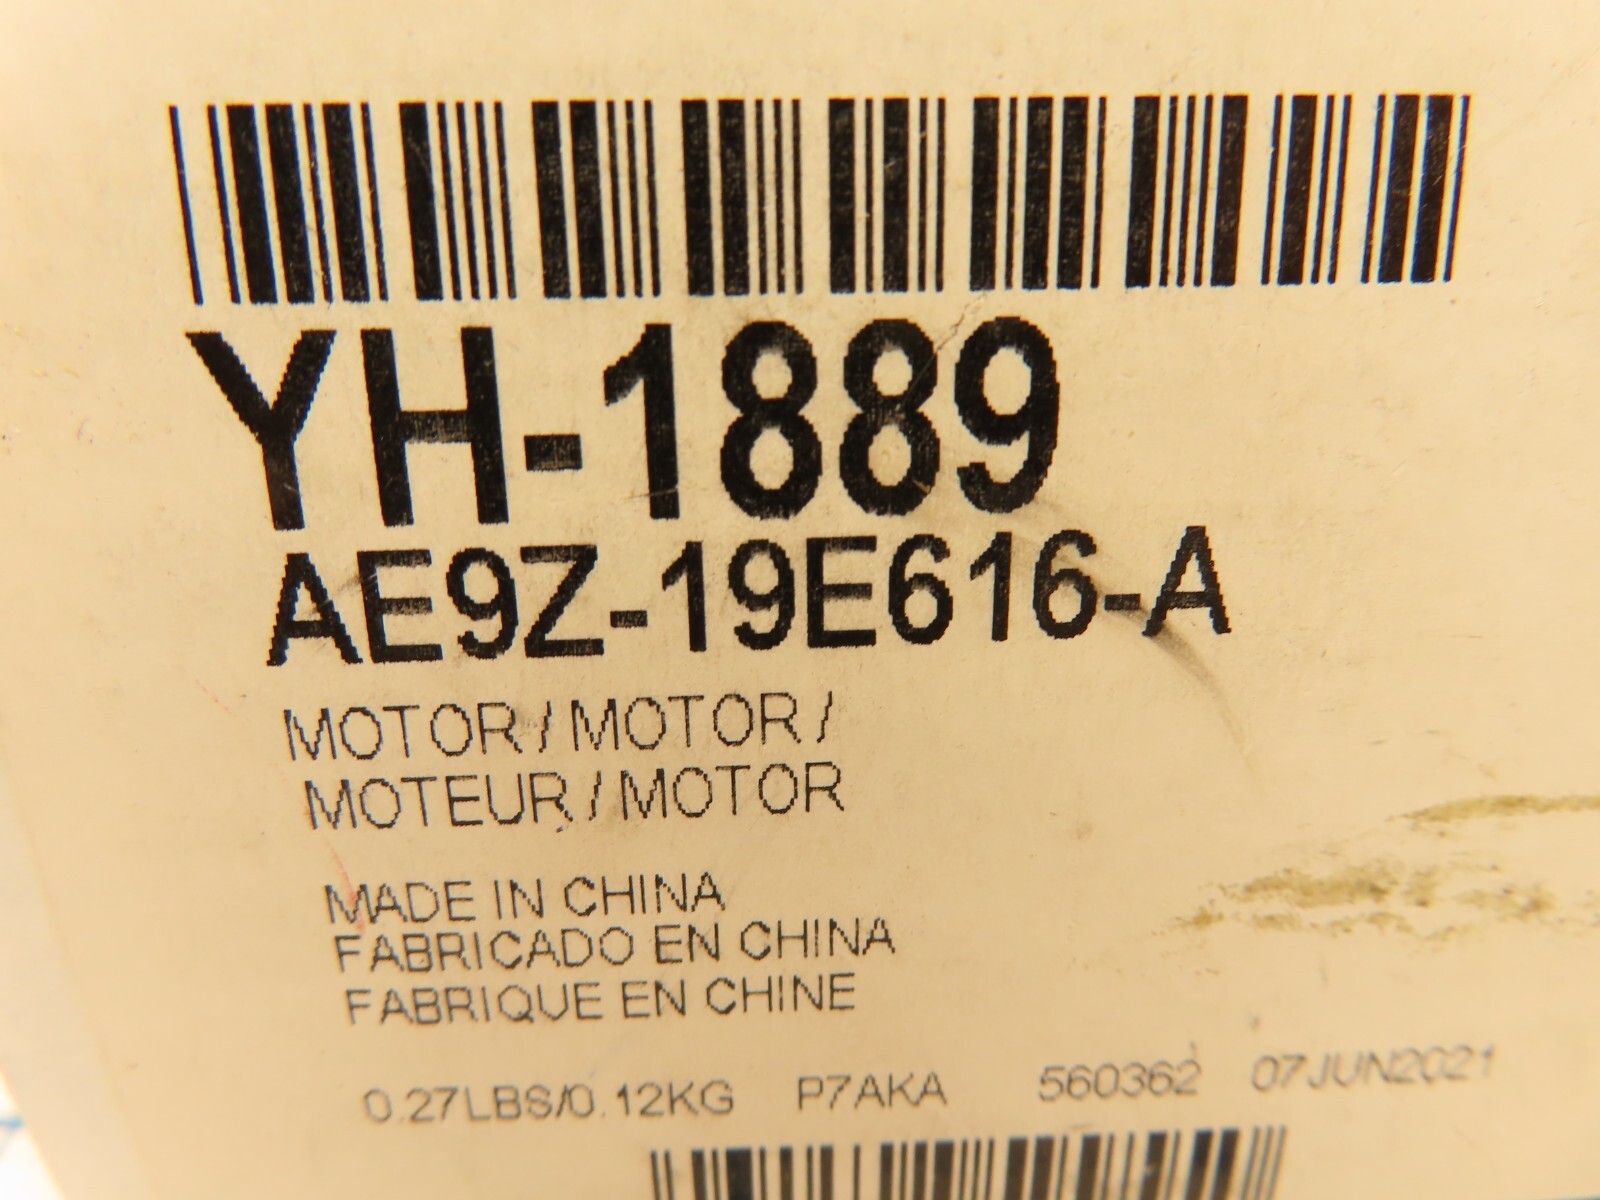 YH-1889
AE9Z-19E616-A
MOTOR / MOTOR /
MOTEUR / MOTOR
MADE IN CHINA
FABRICADO EN CHINA
FABRIQUE EN CHINE
0.27LBS/0.12KG P7AKA 560362 07JUN2021